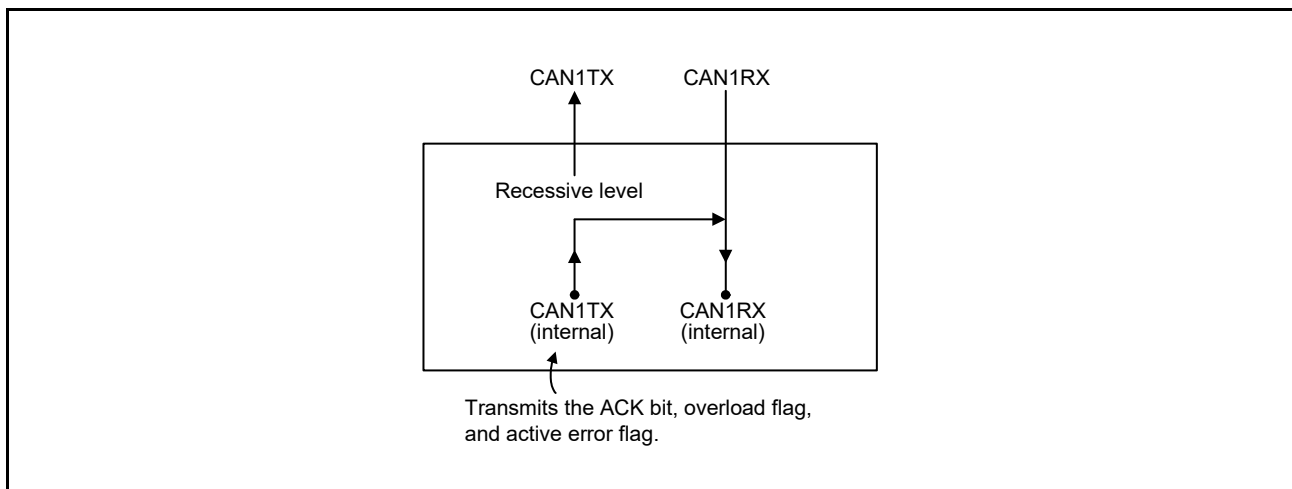 CAN1TX
CAN1RX
Recessive level
CAN1TX
(internal)
CAN1RX
(internal)
Transmits the ACK bit, overload flag,
and active error flag.